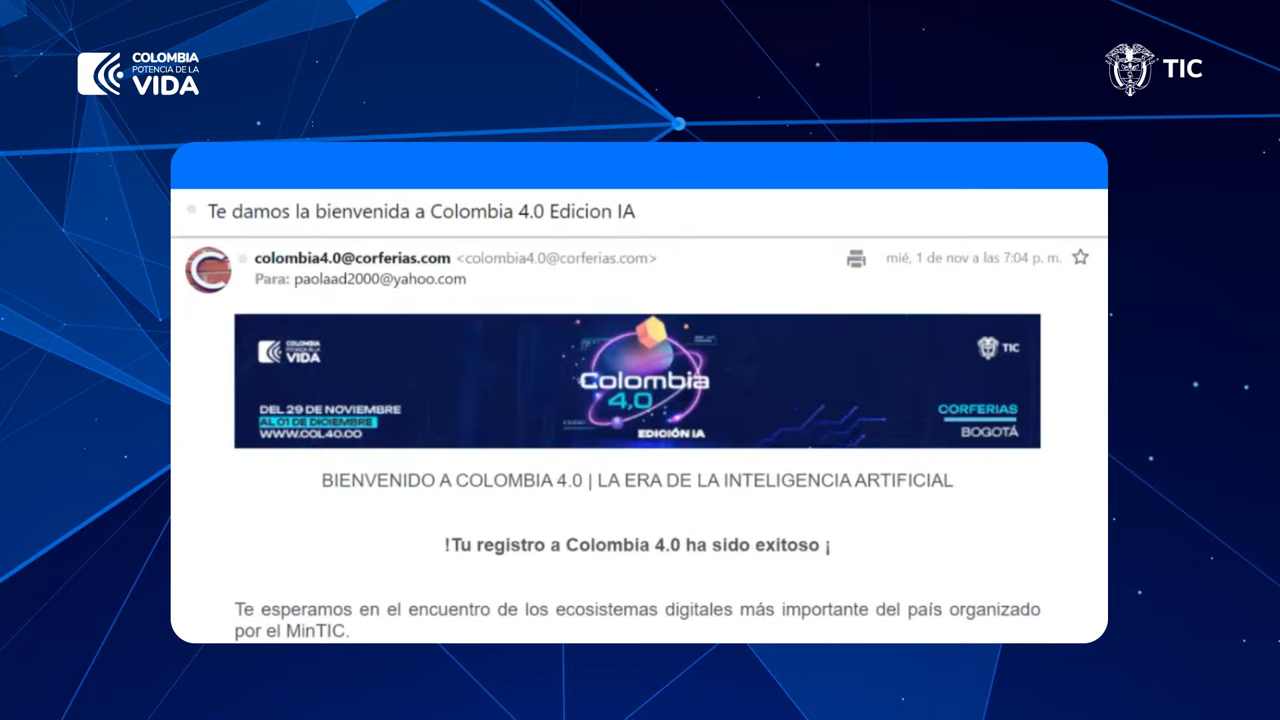 COLOMBIA
POTENCIA DE LA
VIDA
TIC
Te damos la bienvenida a Colombia 4.0 Edicion IA
colombia4.0@corferias.com <colombia4.0@corferias.com>
mié, 1 de nov a las 7:04 p. m.
Para: paolaad2000@yahoo.com
COLOMBIA
POTENCIA DE LA
VIDA
TIC
Colombia
4,0
EDICIÓN IA
DEL 29 DE NOVIEMBRE
AL 01 DE DICIEMBRE
WWW.COL40.CO
CORFERIAS
BOGOTÁ
BIENVENIDO A COLOMBIA 4.0 | LA ERA DE LA INTELIGENCIA ARTIFICIAL
!Tu registro a Colombia 4.0 ha sido exitoso ¡
Te esperamos en el encuentro de los ecosistemas digitales más importante del país organizado
por el MinTIC.